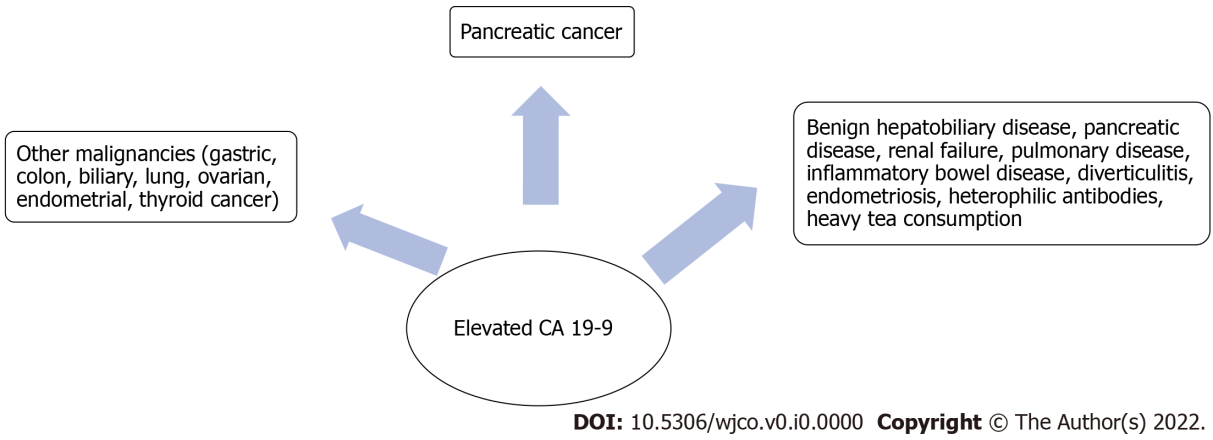 Pancreatic cancer
Other malignancies (gastric,
colon, biliary, lung, ovarian,
endometrial, thyroid cancer)
Benign hepatobiliary disease, pancreatic
disease, renal failure, pulmonary disease,
inflammatory bowel disease, diverticulitis,
endometriosis, heterophilic antibodies,
heavy tea consumption
Elevated CA 19-9
DOI: 10.5306/wjco.v0.i0.0000 Copyright © The Author(s) 2022.